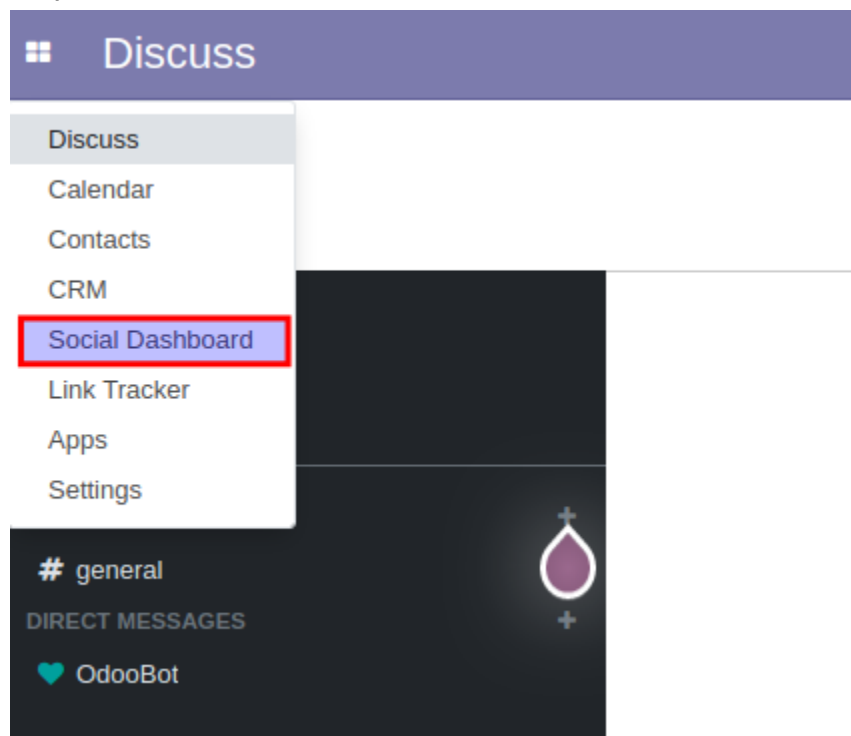 Discuss
Discuss
Calendar
Contacts
CRM
Social Dashboard
Link Tracker
Apps
Settings
# general
DIRECT MESSAGES
OdooBot